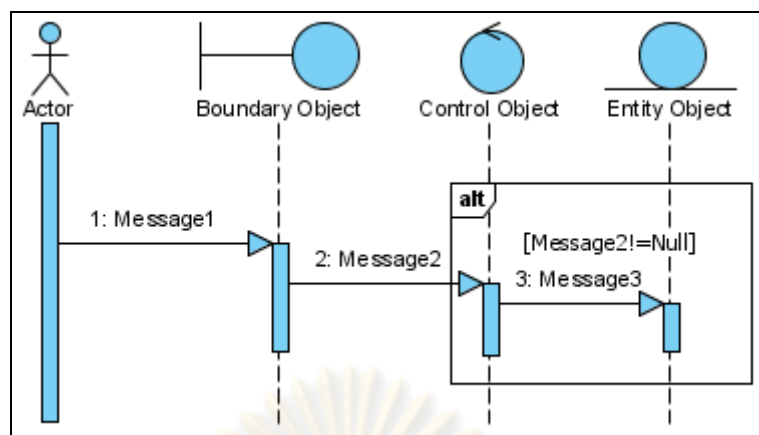 Actor
Boundary Object
Control Object
Entity Object
alt
1: Message1
[Message2!=Null]
2: Message2
3: Message3